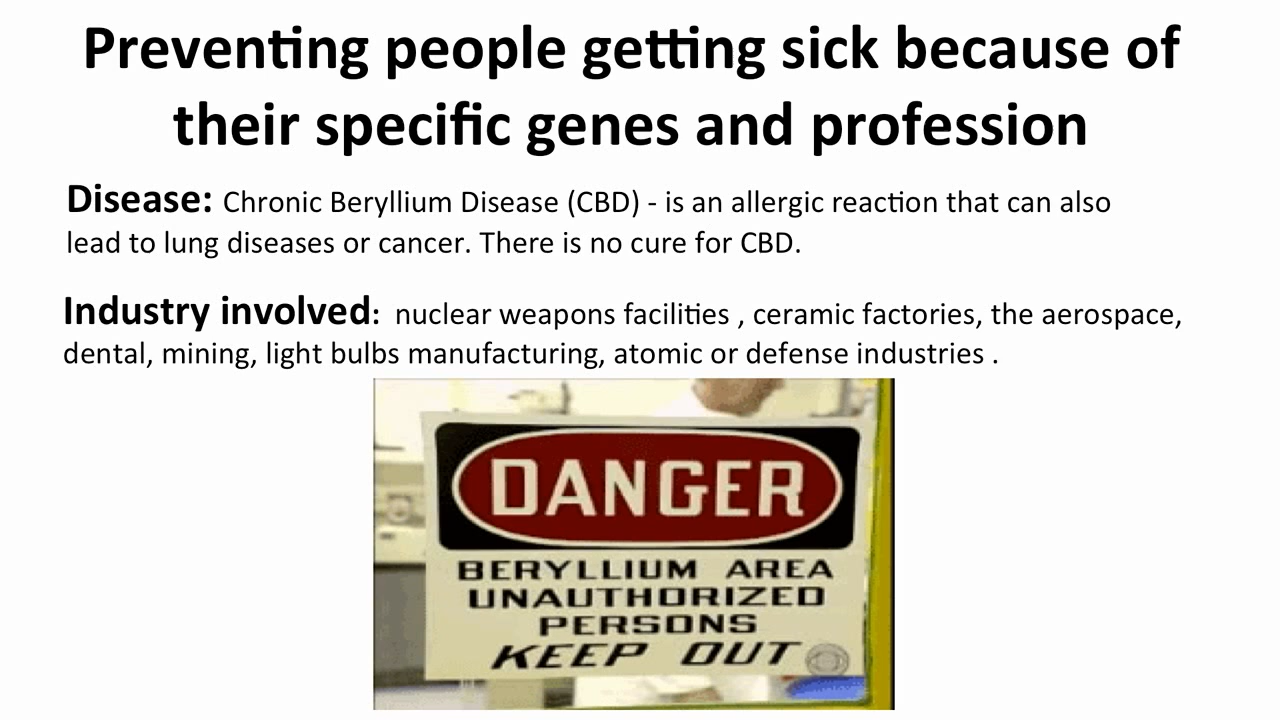 Preventing people getting sick because of
their specific genes and profession
Disease: Chronic Beryllium Disease (CBD) - is an allergic reaction that can also
lead to lung diseases or cancer. There is no cure for CBD.
Industry involved:  nuclear weapons facilities , ceramic factories, the aerospace,
dental, mining, light bulbs manufacturing, atomic or defense industries .
DANGER
BERYLLIUM AREA
UNAUTHORIZED
PERSONS
KEEP OUT